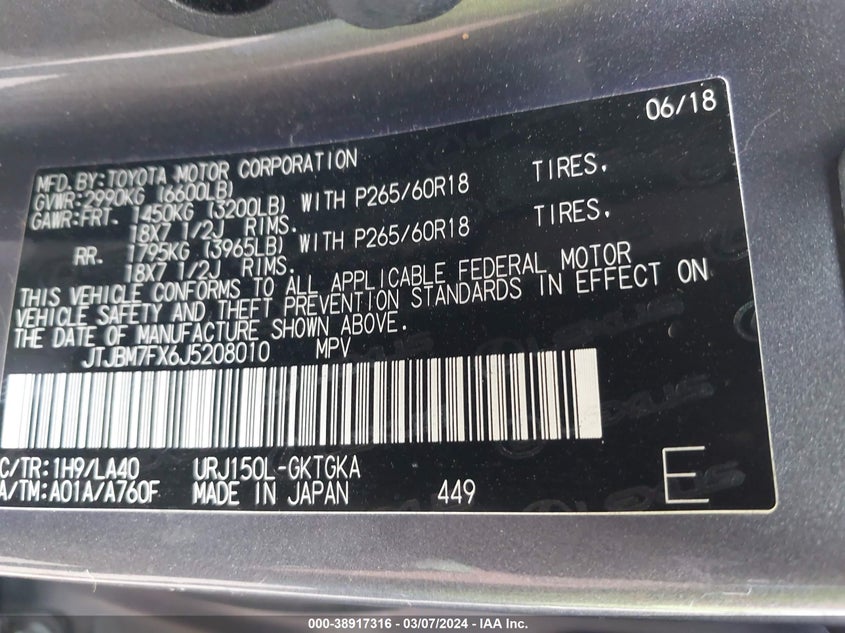 06/18
MFD. BY: TOYOTA MOTOR CORPORATION
GVWR: 2990KG (6600LB)
GAWR: FRT. 1450KG (3200LB) WITH P265/60R18 TIRES,
18X7 1/2J RIMS.
RR. 1795KG (3965LB) WITH P265/60R18 TIRES,
18X7 1/2J RIMS.
THIS VEHICLE CONFORMS TO ALL APPLICABLE FEDERAL MOTOR
VEHICLE SAFETY AND THEFT PREVENTION STANDARDS IN EFFECT ON
THE DATE OF MANUFACTURE SHOWN ABOVE.
JTJBM7FX6J5208010 MPV
C/TR: 1H9/LA40 URJ150L-GKTGKA
A/TM: A01A/A760F MADE IN JAPAN 449 E
LEXUS
000-38917316 - 03/07/2024 - IAA Inc.